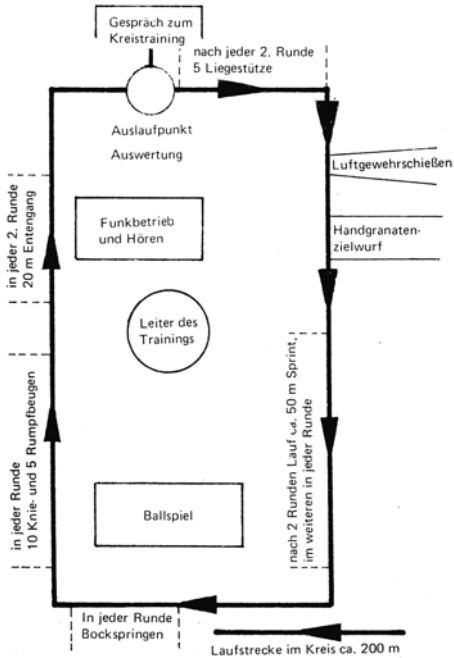 Gespräch zum
Kreistraining
nach jeder 2. Runde
5 Liegestütze
Auslaufpunkt
Auswertung
Luftgewehrschießen
Funkbetrieb
und Hören
Handgranaten-
zielwurf
in jeder 2. Runde
20 m Entengang
Leiter des
Trainings
nach 2 Runden Lauf ca. 50 m Sprint,
im weiteren in jeder Runde
in jeder Runde
10 Knie- und 5 Rumpfbeugen
Ballspiel
In jeder Runde
Bockspringen
Laufstrecke im Kreis ca. 200 m